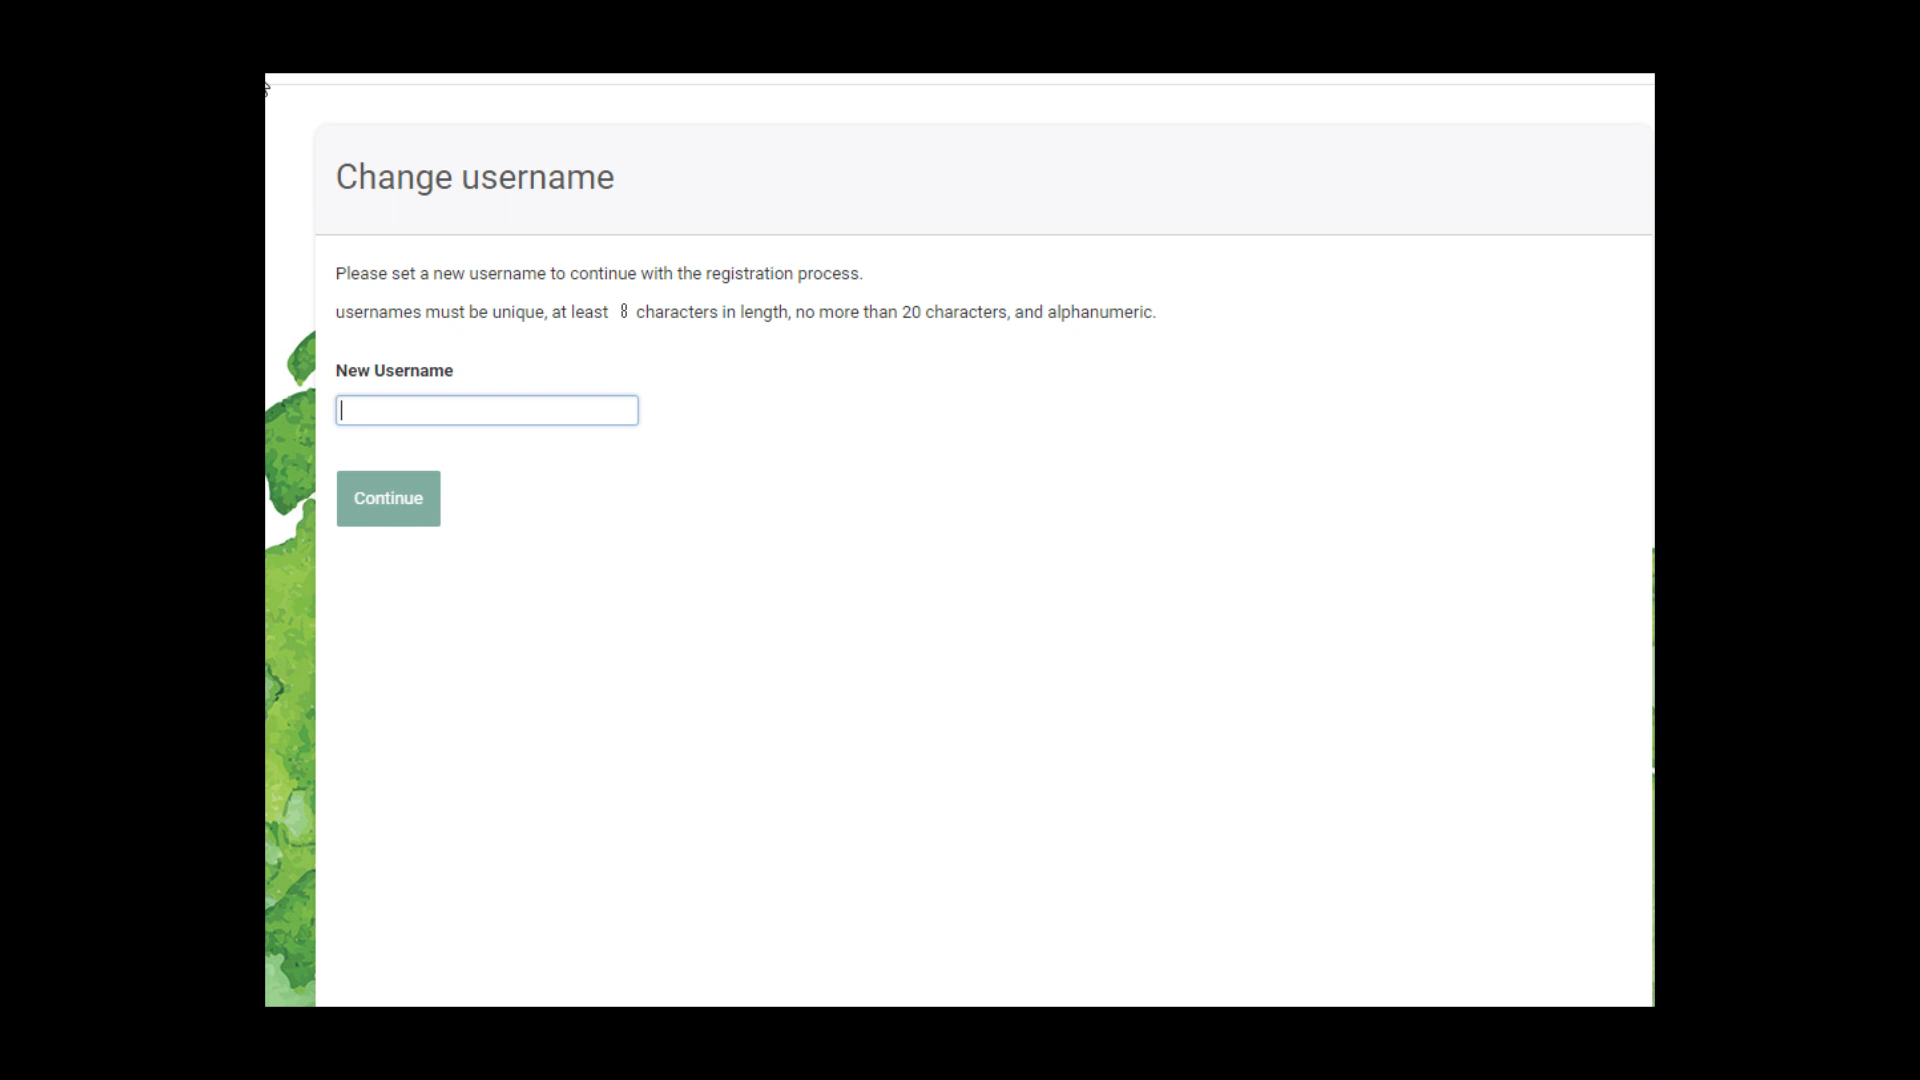 Change username
Please set a new username to continue with the registration process.
usernames must be unique, at least 8 characters in length, no more than 20 characters, and alphanumeric.
New Username
Continue